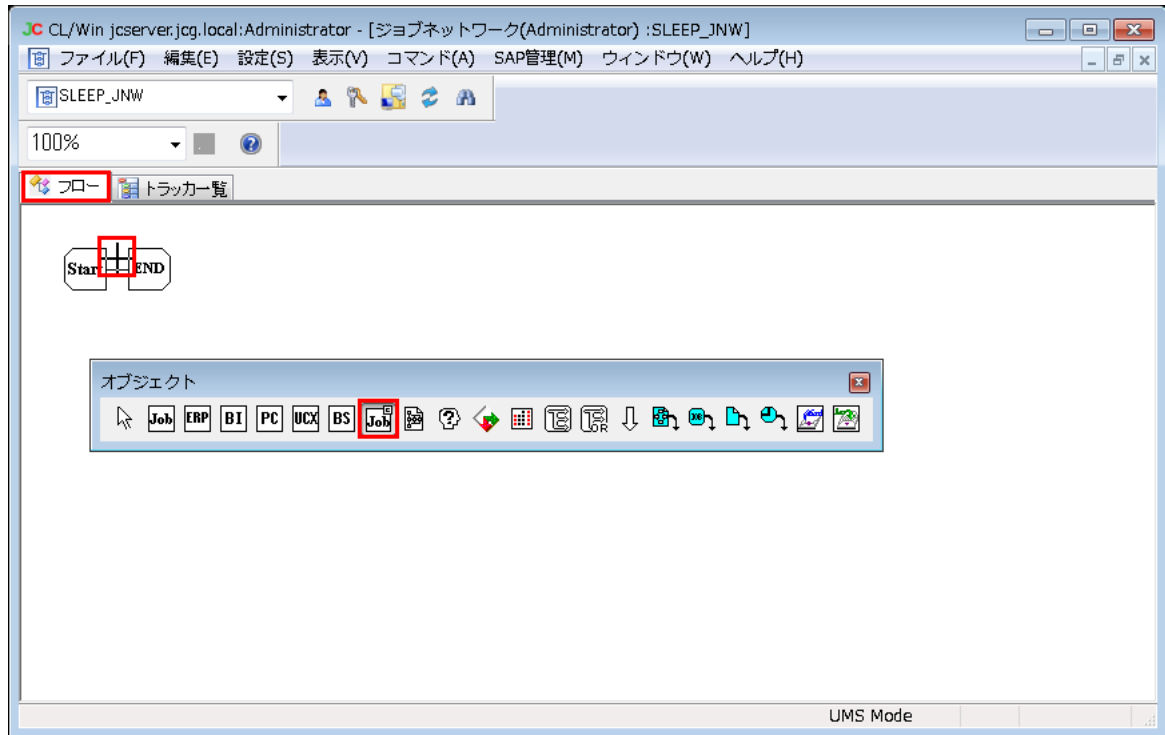 JC CL/Win jcserver.jcg.local:Administrator - [ジョブネットワーク(Administrator) :SLEEP_JNW]
ファイル(F) 編集(E) 設定(S) 表示(V) コマンド(A) SAP管理(M) ウィンドウ(W) ヘルプ(H)
SLEEP_JNW
100%
フロー トラッカ一覧
Start END
オブジェクト
Job ERP BI PC UCX BS Job OR
UMS Mode